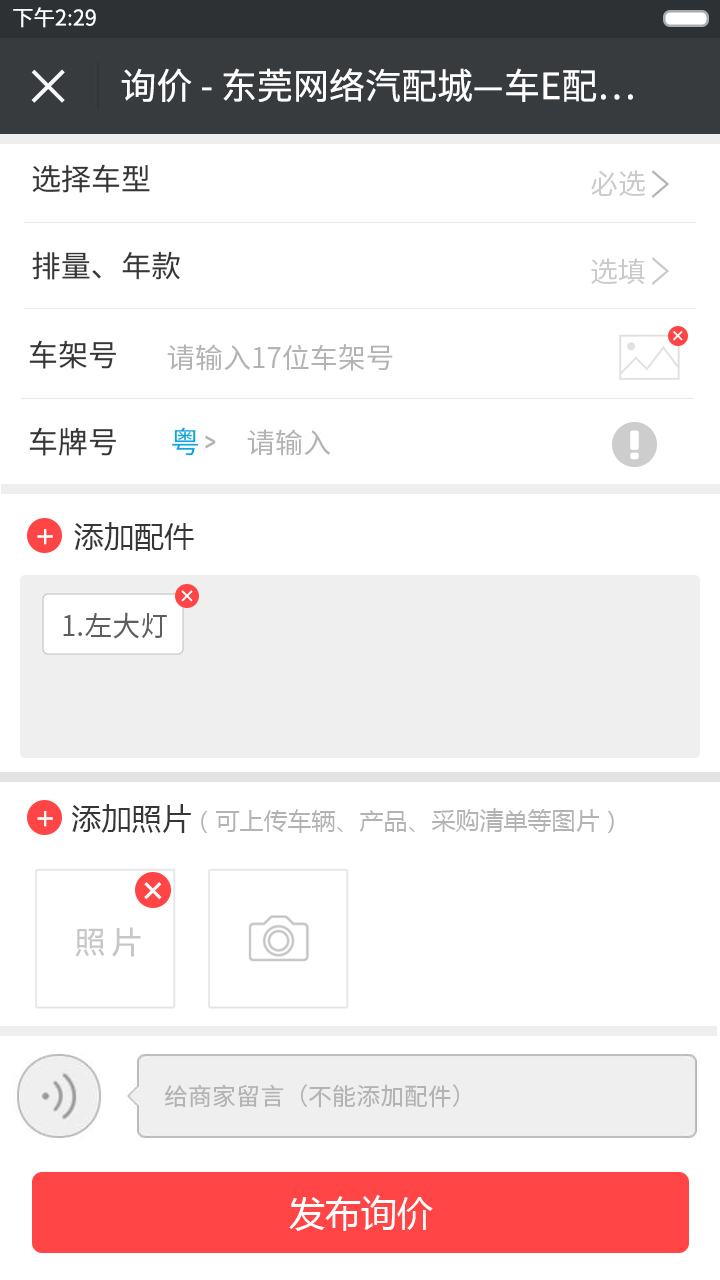 下午2:29
询价 - 东莞网络汽配城—车E配...
选择车型 必选
排量、年款 选填
车架号 请输入17位车架号
车牌号 粤 > 请输入
添加配件
1.左大灯
添加照片（可上传车辆、产品、采购清单等图片）
照片
给商家留言（不能添加配件）
发布询价